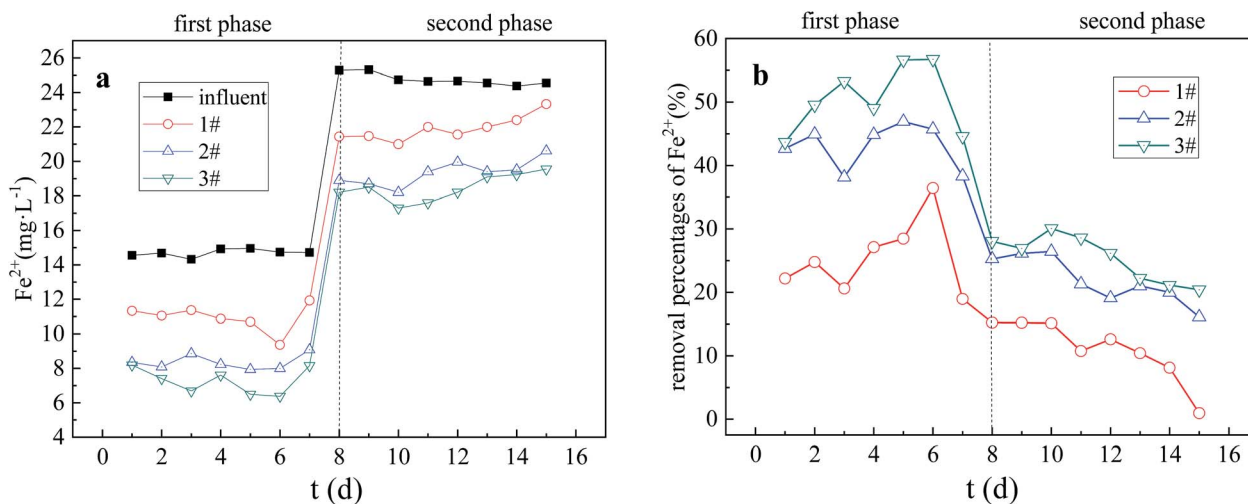 first phase second phase
a
influent
1#
2#
3#
Fe²⁺(mg·L⁻¹)
26
24
22
20
18
16
14
12
10
8
6
4
0 2 4 6 8 10 12 14 16
t (d)
first phase second phase
b
1#
2#
3#
removal percentages of Fe²⁺(%)
60
50
40
30
20
10
0
0 2 4 6 8 10 12 14 16
t (d)